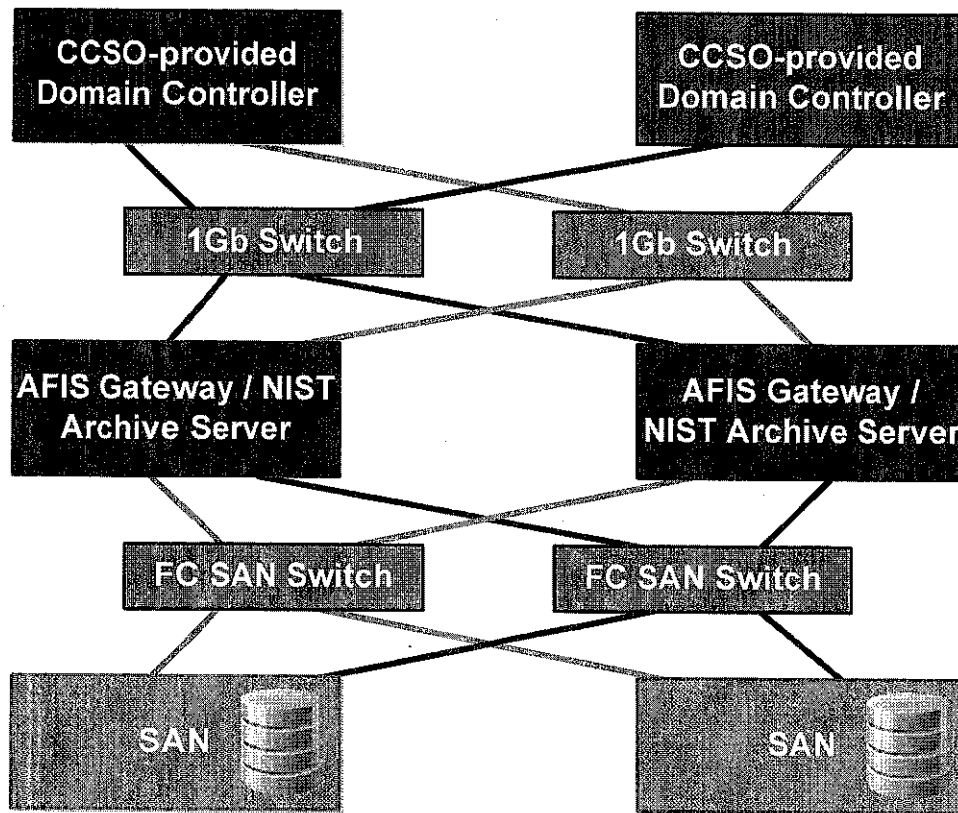 CCSO-provided
Domain Controller
CCSO-provided
Domain Controller
1Gb Switch
1Gb Switch
AFIS Gateway / NIST
Archive Server
AFIS Gateway /
NIST Archive Server
FC SAN Switch
FC SAN Switch
SAN
SAN